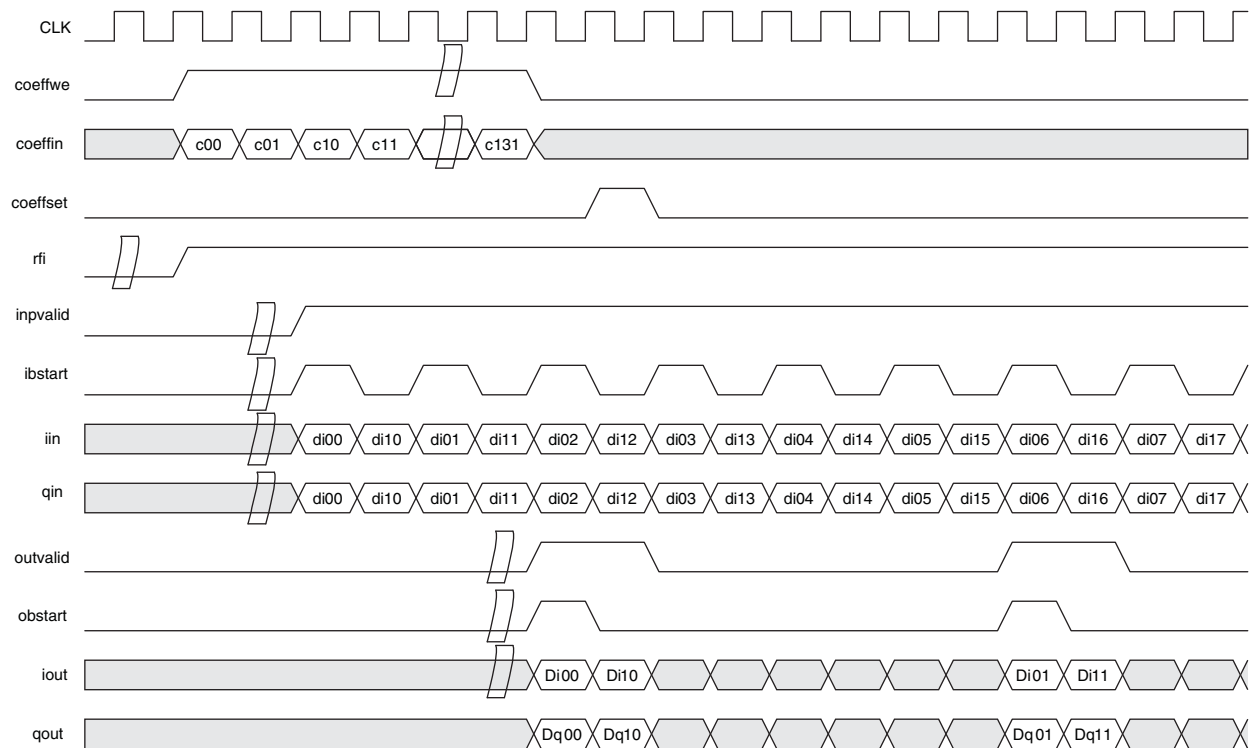 CLK
coeffwe
coeffin c00 c01 c10 c11 c131
coeffset
rfi
inpvalid
ibstart
iin di00 di10 di01 di11 di02 di12 di03 di13 di04 di14 di05 di15 di06 di16 di07 di17
qin di00 di10 di01 di11 di02 di12 di03 di13 di04 di14 di05 di15 di06 di16 di07 di17
outvalid
obstart
iout Di00 Di10 Di01 Di11
qout Dq00 Dq10 Dq01 Dq11